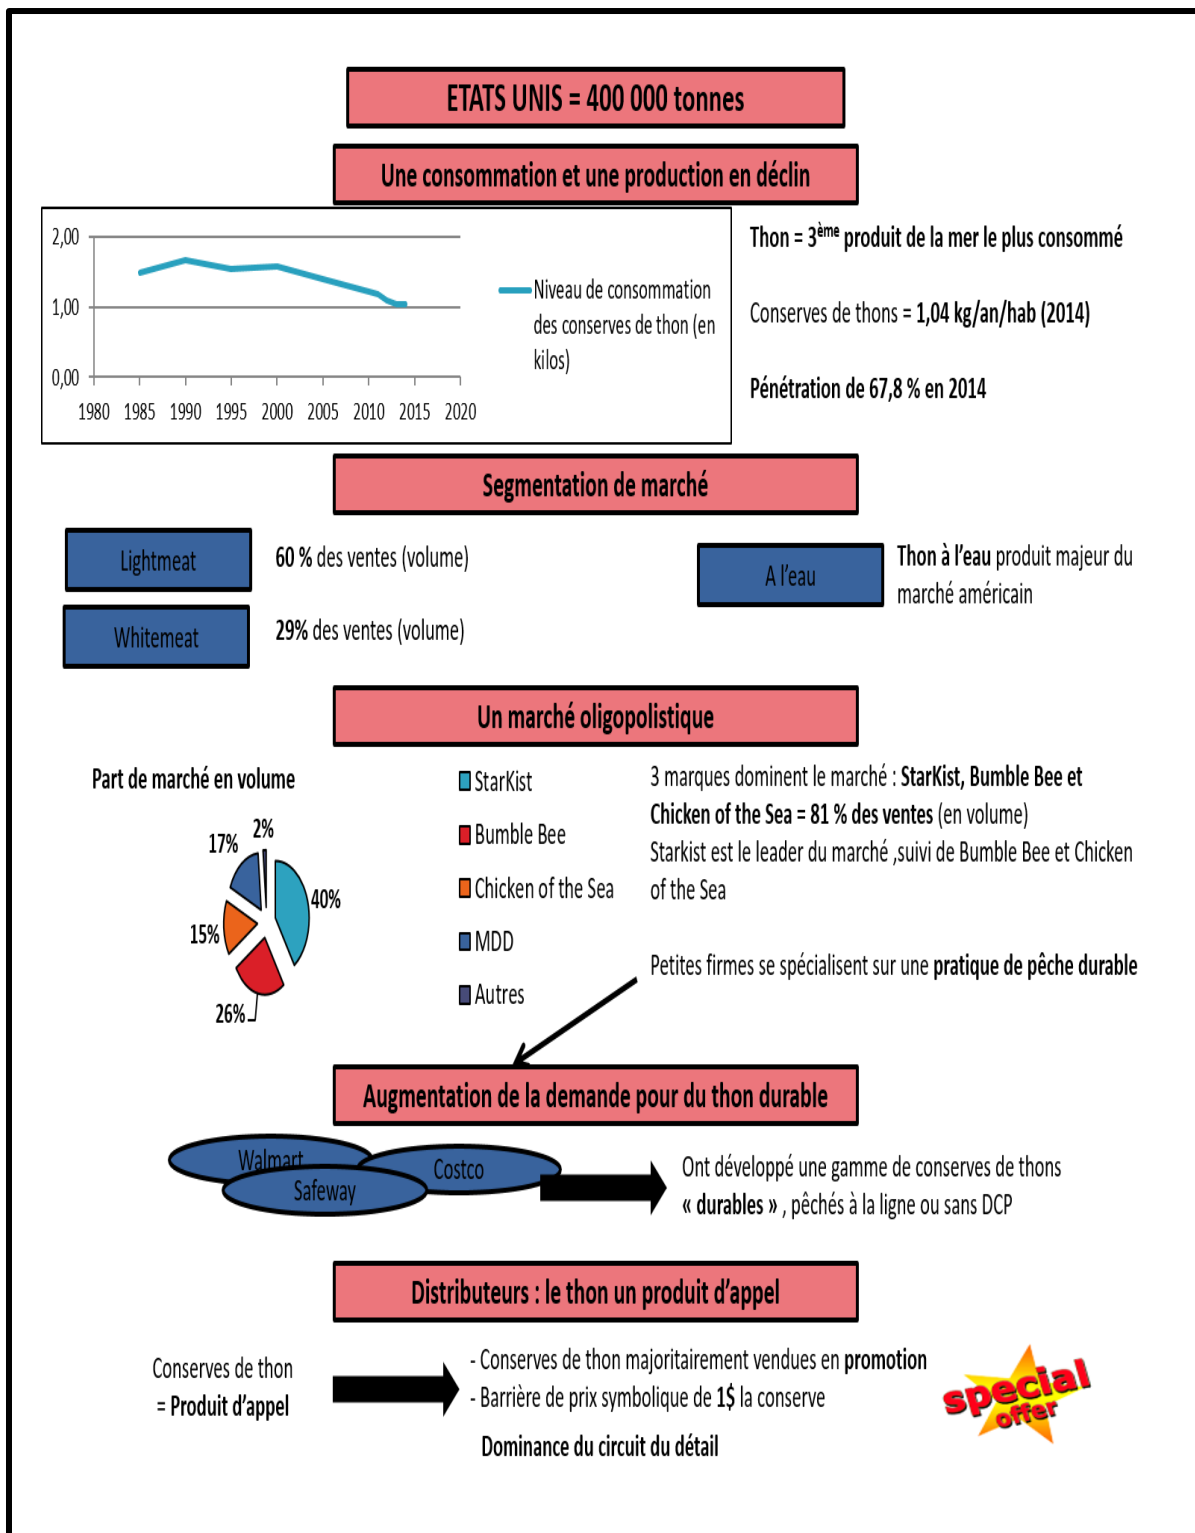 ETATS UNIS = 400 000 tonnes
Une consommation et une production en déclin
2,00
1,00
0,00
1980 1985 1990 1995 2000 2005 2010 2015 2020
Niveau de consommation
des conserves de thon (en
kilos)
Thon = 3ème produit de la mer le plus consommé
Conserves de thons = 1,04 kg/an/hab (2014)
Pénétration de 67,8 % en 2014
Segmentation de marché
Lightmeat
60 % des ventes (volume)
Whitemeat
29% des ventes (volume)
A l’eau
Thon à l’eau produit majeur du
marché américain
Un marché oligopolistique
Part de marché en volume
2%
17%
40%
15%
26%
StarKist
Bumble Bee
Chicken of the Sea
MDD
Autres
3 marques dominent le marché : StarKist, Bumble Bee et
Chicken of the Sea = 81 % des ventes (en volume)
Starkist est le leader du marché ,suivi de Bumble Bee et Chicken
of the Sea
Petites firmes se spécialisent sur une pratique de pêche durable
Augmentation de la demande pour du thon durable
Walmart
Costco
Safeway
Ont développé une gamme de conserves de thons
« durables » , pêchés à la ligne ou sans DCP
Distributeurs : le thon un produit d’appel
Conserves de thon
= Produit d’appel
- Conserves de thon majoritairement vendues en promotion
- Barrière de prix symbolique de 1$ la conserve
Dominance du circuit du détail
special
offer